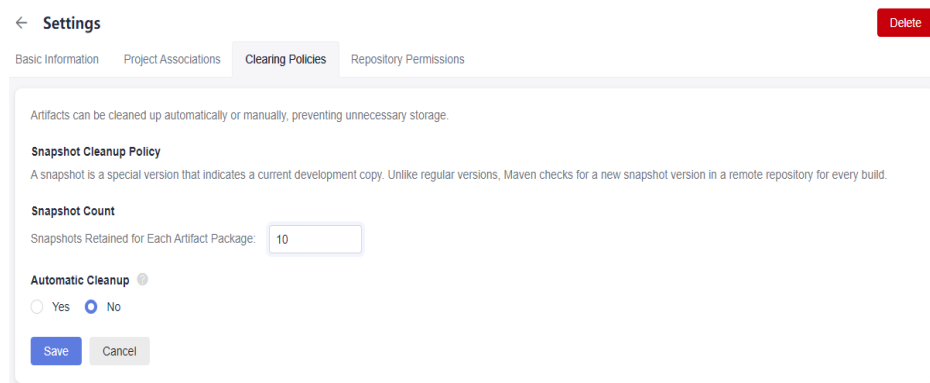 Settings
Delete
Basic Information Project Associations Clearing Policies Repository Permissions
Artifacts can be cleaned up automatically or manually, preventing unnecessary storage.
Snapshot Cleanup Policy
A snapshot is a special version that indicates a current development copy. Unlike regular versions, Maven checks for a new snapshot version in a remote repository for every build.
Snapshot Count
Snapshots Retained for Each Artifact Package: 10
Automatic Cleanup ?
Yes No
Save Cancel